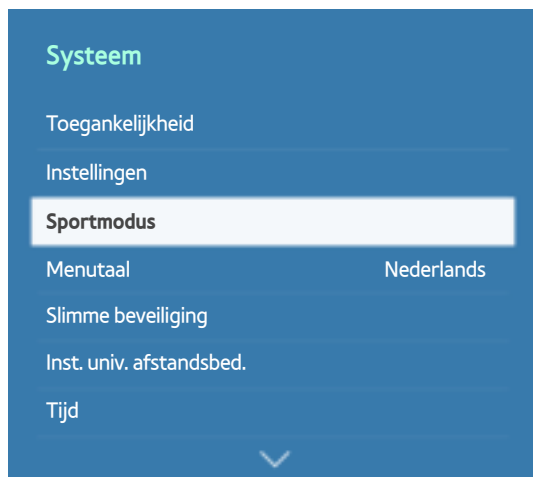 Systeem
Toegankelijkheid
Instellingen
Sportmodus
Menutaal Nederlands
Slimme beveiliging
Inst. univ. afstandsbed.
Tijd